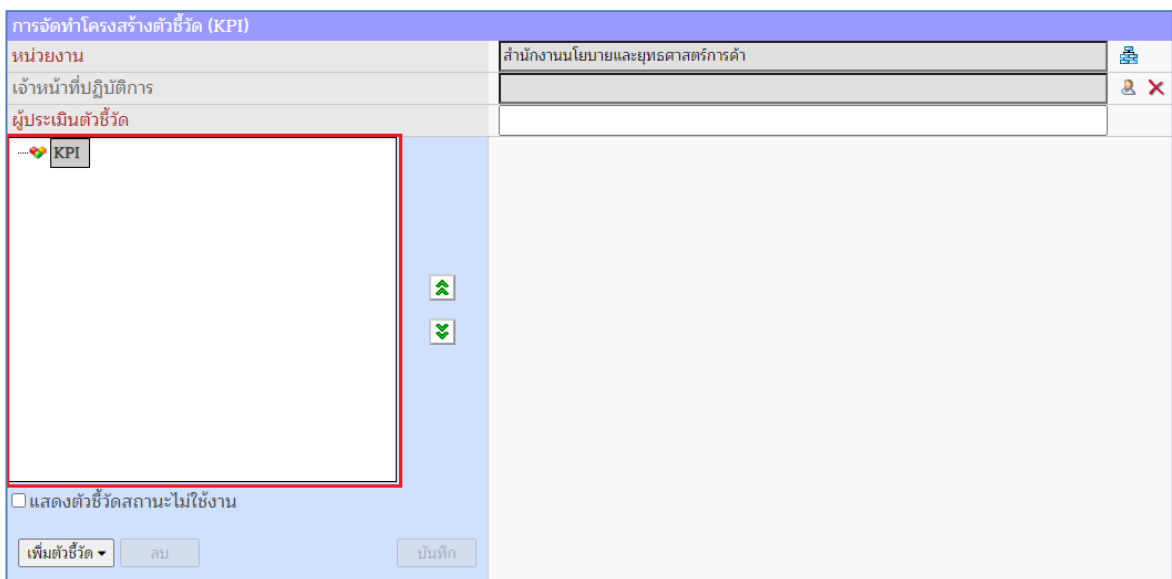 การจัดทำโครงสร้างตัวชี้วัด (KPI)
หน่วยงาน สำนักงานนโยบายและยุทธศาสตร์การค้า
เจ้าหน้าที่ปฏิบัติการ
ผู้ประเมินตัวชี้วัด
KPI
แสดงตัวชี้วัดสถานะไม่ใช้งาน
เพิ่มตัวชี้วัด ลบ บันทึก